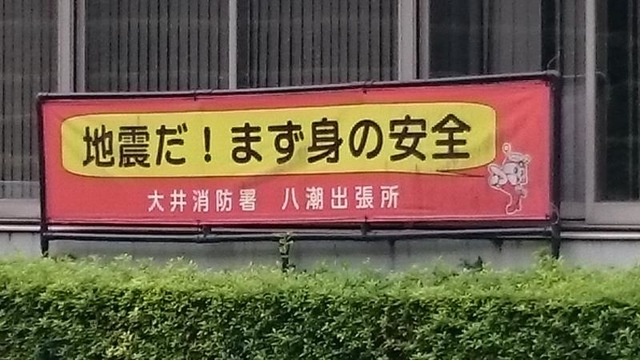 地震だ！まず身の安全
大井消防署　八潮出張所